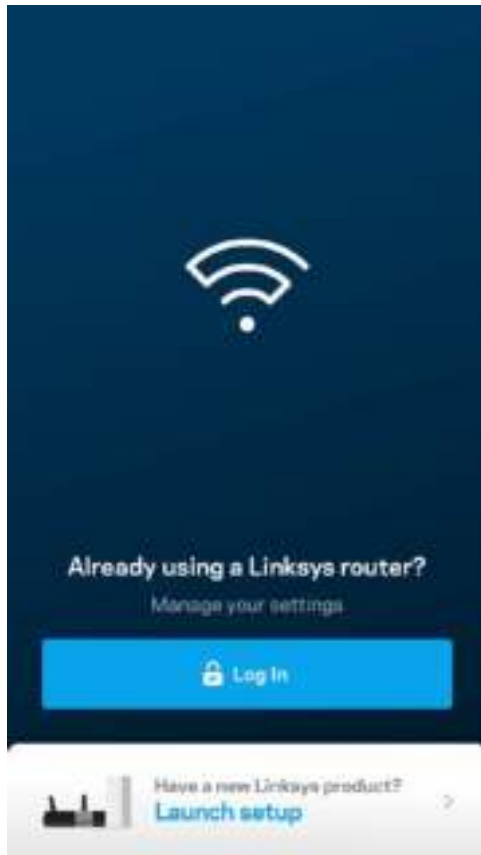 Already using a Linksys router?
Manage your settings
Log In
Have a new Linksys product?
Launch setup